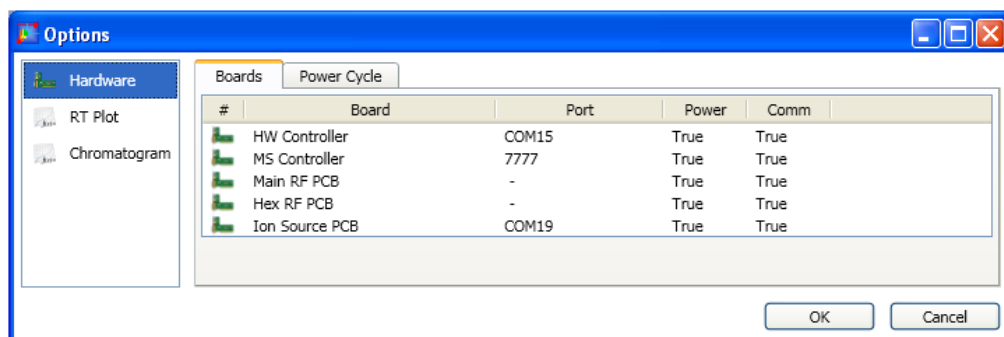 Options
Hardware
RT Plot
Chromatogram
Boards Power Cycle
# Board Port Power Comm
HW Controller COM15 True True
MS Controller 7777 True True
Main RF PCB - True True
Hex RF PCB - True True
Ion Source PCB COM19 True True
OK Cancel